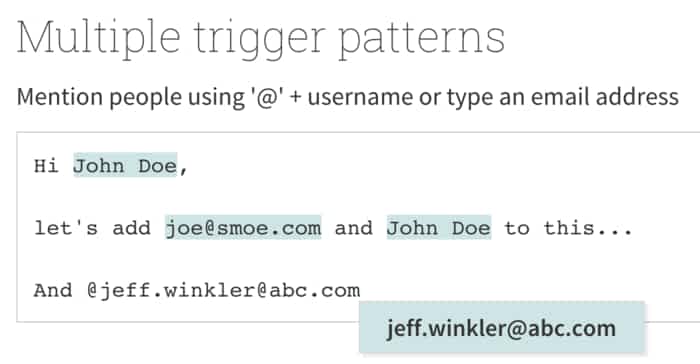 Multiple trigger patterns
Mention people using '@' + username or type an email address
Hi John Doe,
let's add joe@smoe.com and John Doe to this...
And @jeff.winkler@abc.com
jeff.winkler@abc.com